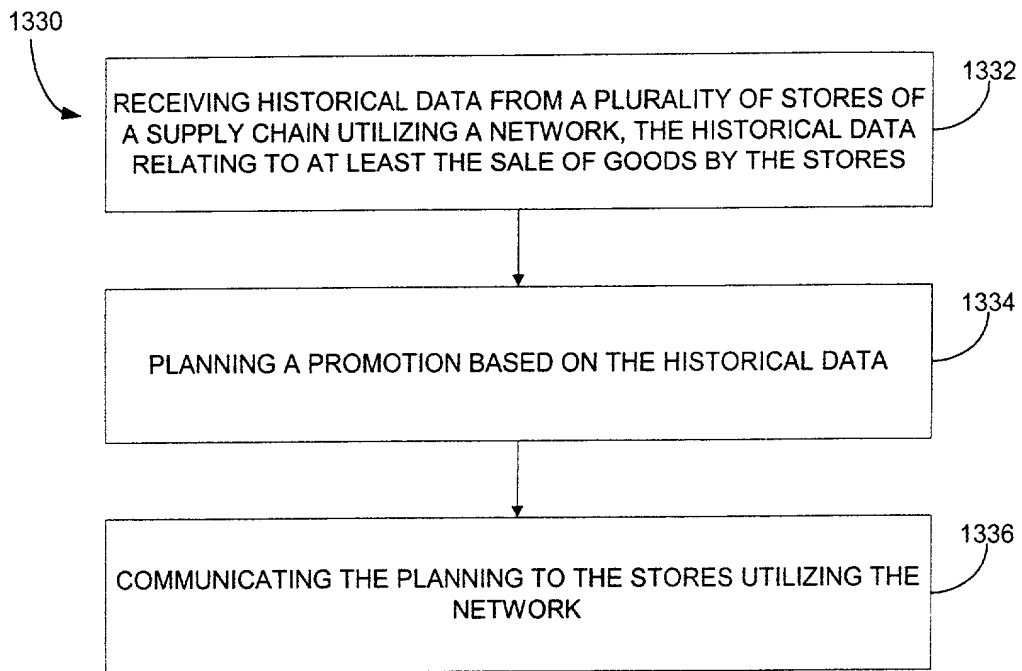 1330
1332
RECEIVING HISTORICAL DATA FROM A PLURALITY OF STORES OF
A SUPPLY CHAIN UTILIZING A NETWORK, THE HISTORICAL DATA
RELATING TO AT LEAST THE SALE OF GOODS BY THE STORES
1334
PLANNING A PROMOTION BASED ON THE HISTORICAL DATA
1336
COMMUNICATING THE PLANNING TO THE STORES UTILIZING THE
NETWORK